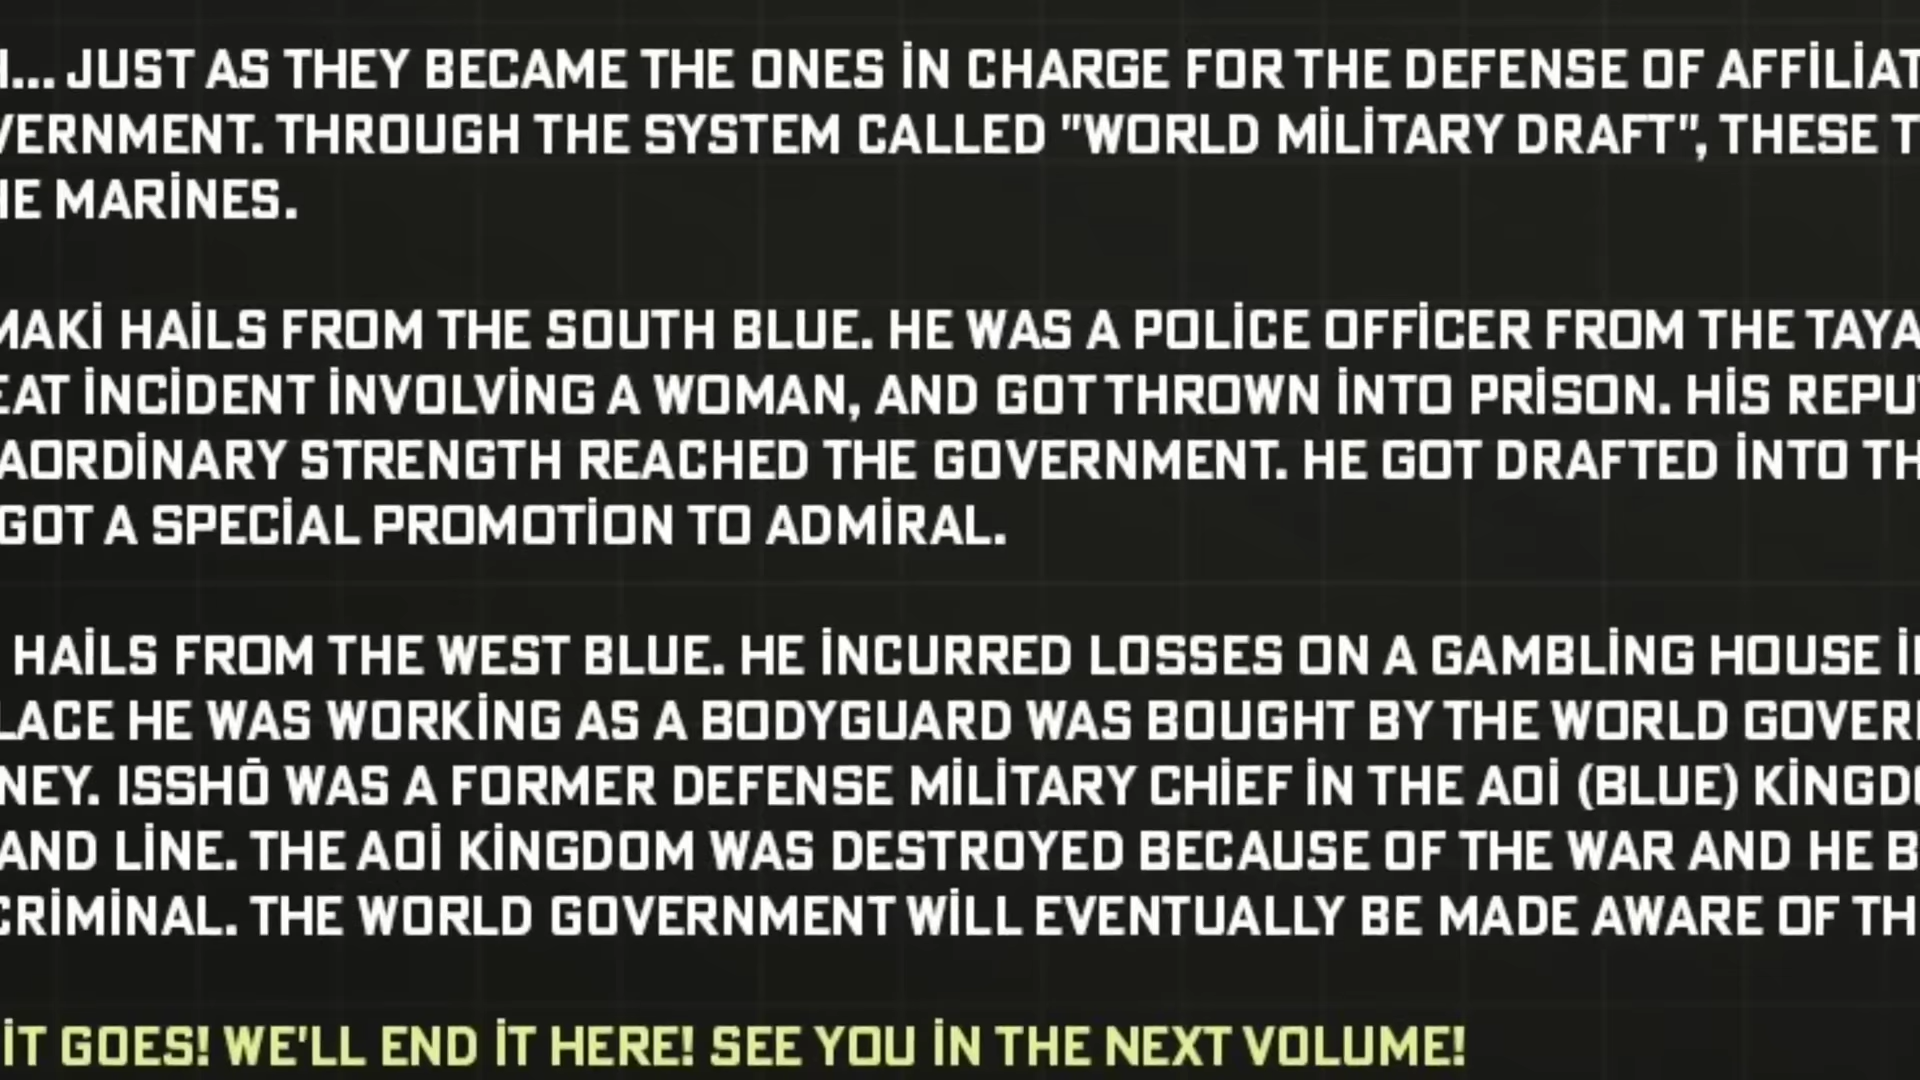 ... JUST AS THEY BECAME THE ONES İN CHARGE FOR THE DEFENSE OF AFFİLİAT
VERNMENT. THROUGH THE SYSTEM CALLED "WORLD MİLİTARY DRAFT", THESE T
HE MARİNES.
MAKİ HAİLS FROM THE SOUTH BLUE. HE WAS A POLİCE OFFİCER FROM THE TAYA
EAT İNCİDENT İNVOLVİNG A WOMAN, AND GOT THROWN İNTO PRİSON. HİS REPUT
AORDİNARY STRENGTH REACHED THE GOVERNMENT. HE GOT DRAFTED İNTO TH
GOT A SPECİAL PROMOTİON TO ADMİRAL.
HAİLS FROM THE WEST BLUE. HE İNCURRED LOSSES ON A GAMBLİNG HOUSE İN
LACE HE WAS WORKİNG AS A BODYGUARD WAS BOUGHT BY THE WORLD GOVERN
NEY. ISSHŌ WAS A FORMER DEFENSE MİLİTARY CHİEF İN THE AOİ (BLUE) KİNGDO
AND LİNE. THE AOİ KİNGDOM WAS DESTROYED BECAUSE OF THE WAR AND HE B
CRİMİNAL. THE WORLD GOVERNMENT WİLL EVENTUALLY BE MADE AWARE OF TH
İT GOES! WE'LL END İT HERE! SEE YOU İN THE NEXT VOLUME!